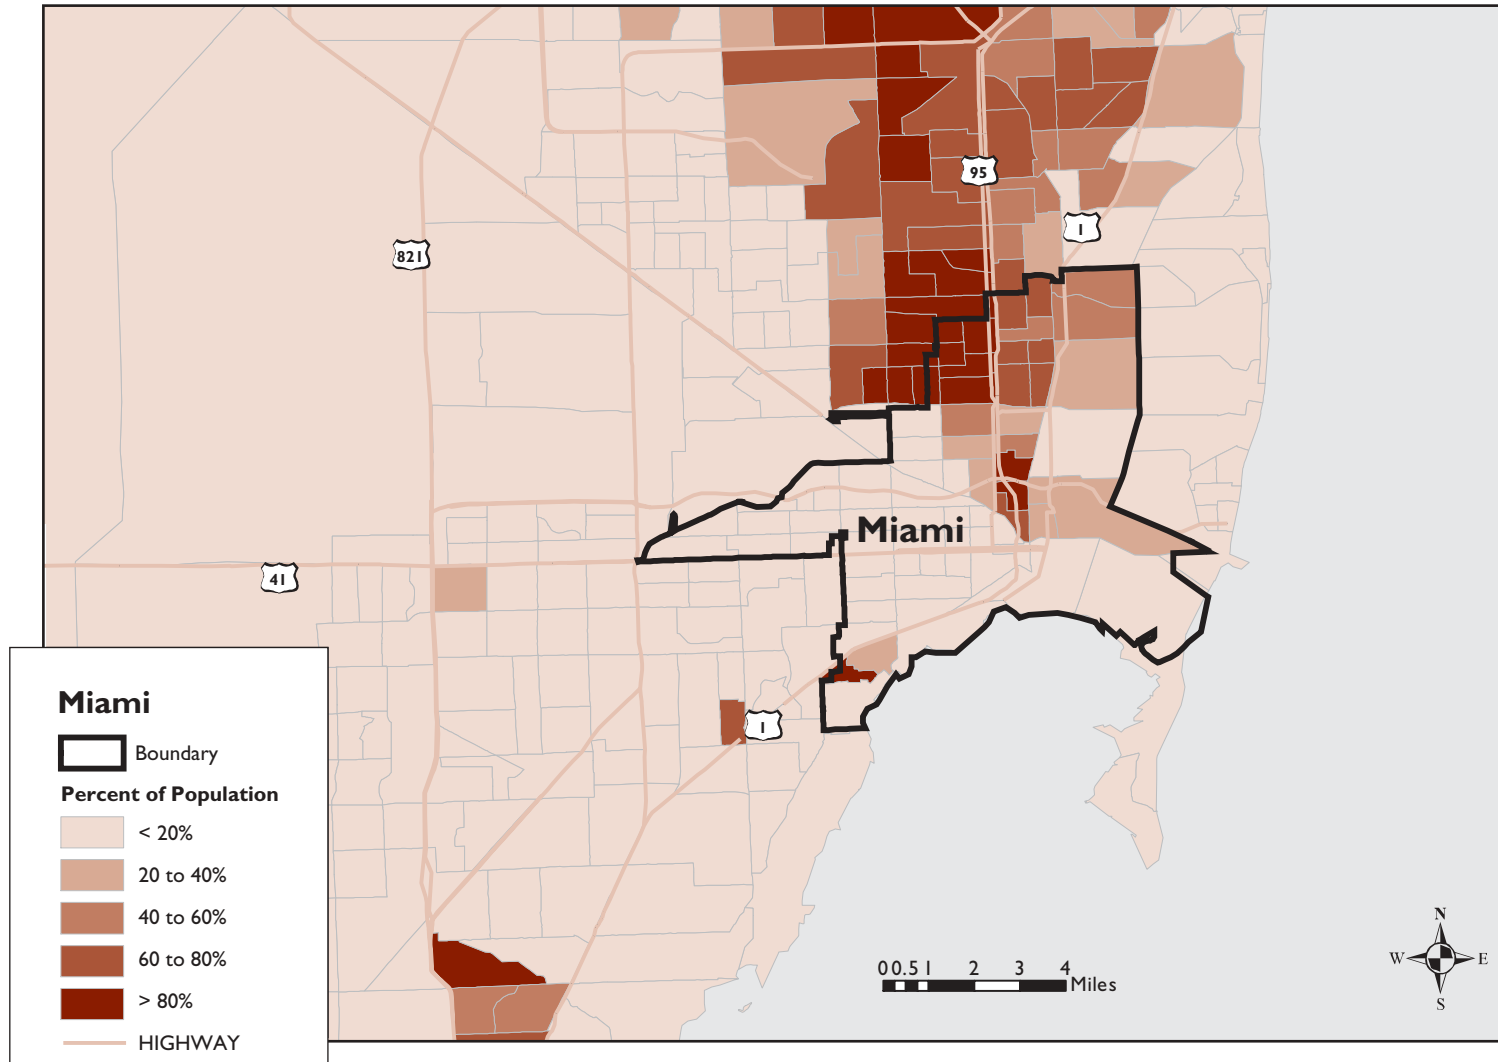 95
1
821
Miami
41
1
Miami
Boundary
Percent of Population
< 20%
20 to 40%
40 to 60%
60 to 80%
> 80%
HIGHWAY
0 0.5 1 2 3 4
Miles
N
W E
S